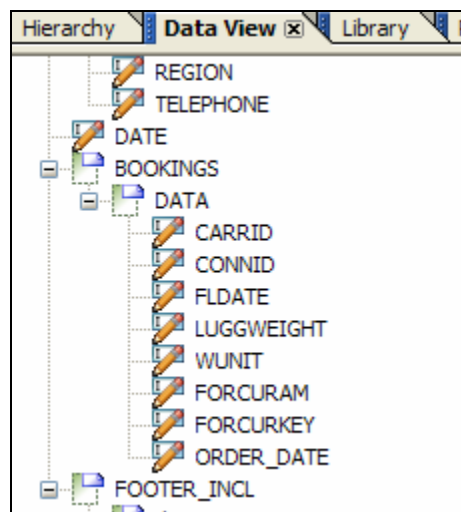 Hierarchy Data View Library
REGION
TELEPHONE
DATE
BOOKINGS
DATA
CARRID
CONNID
FLDATE
LUGGWEIGHT
WUNIT
FORCURAM
FORCURKEY
ORDER_DATE
FOOTER_INCL